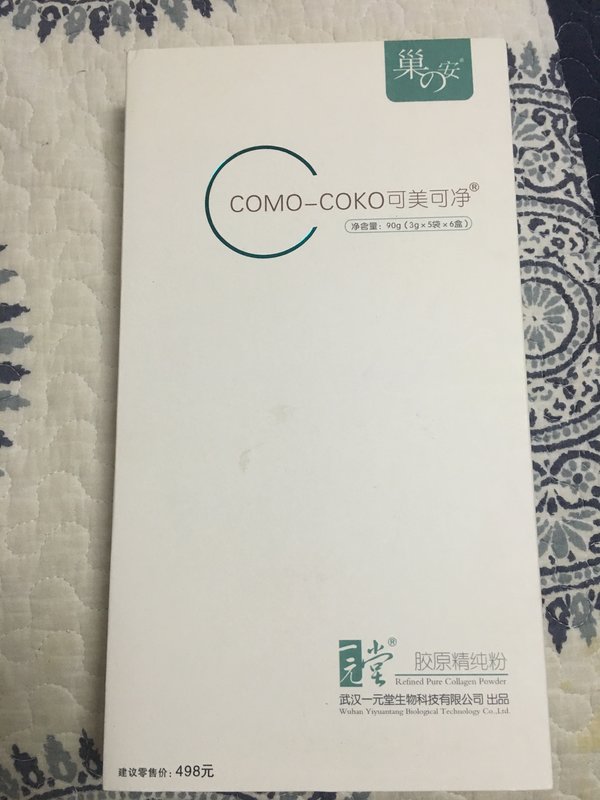 巢の安®
COMO-COKO可美可净®
净含量：90g（3g×5袋×6盒）
一元堂® 胶原精纯粉
Refined Pure Collagen Powder
武汉一元堂生物科技有限公司 出品
Wuhan Yiyuantang Biological Technology Co.,Ltd.
建议零售价：498元